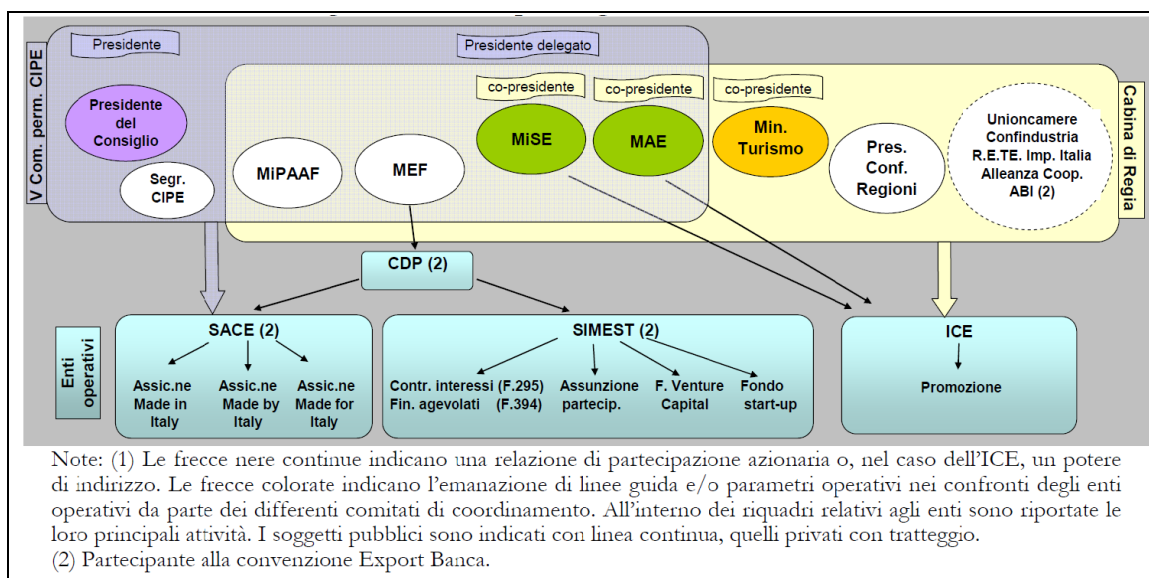 Presidente
Presidente delegato
V Com. perm. CIPE
Cabina di Regia
co-presidente
co-presidente
co-presidente
Presidente
del
Consiglio
Segr.
CIPE
MiPAAF
MEF
MiSE
MAE
Min.
Turismo
Pres.
Conf.
Regioni
Unioncamere
Confindustria
R.E.TE. Imp. Italia
Alleanza Coop.
ABI (2)
CDP (2)
Enti
operativi
SACE (2)
Assic.ne
Made in
Italy
Assic.ne
Made by
Italy
Assic.ne
Made for
Italy
SIMEST (2)
Contr. interessi (F.295)
Fin. agevolati (F.394)
Assunzione
partecip.
F. Venture
Capital
Fondo
start-up
ICE
Promozione
Note: (1) Le frecce nere continue indicano una relazione di partecipazione azionaria o, nel caso dell'ICE, un potere
di indirizzo. Le frecce colorate indicano l'emanazione di linee guida e/o parametri operativi nei confronti degli enti
operativi da parte dei differenti comitati di coordinamento. All'interno dei riquadri relativi agli enti sono riportate le
loro principali attività. I soggetti pubblici sono indicati con linea continua, quelli privati con tratteggio.
(2) Partecipante alla convenzione Export Banca.